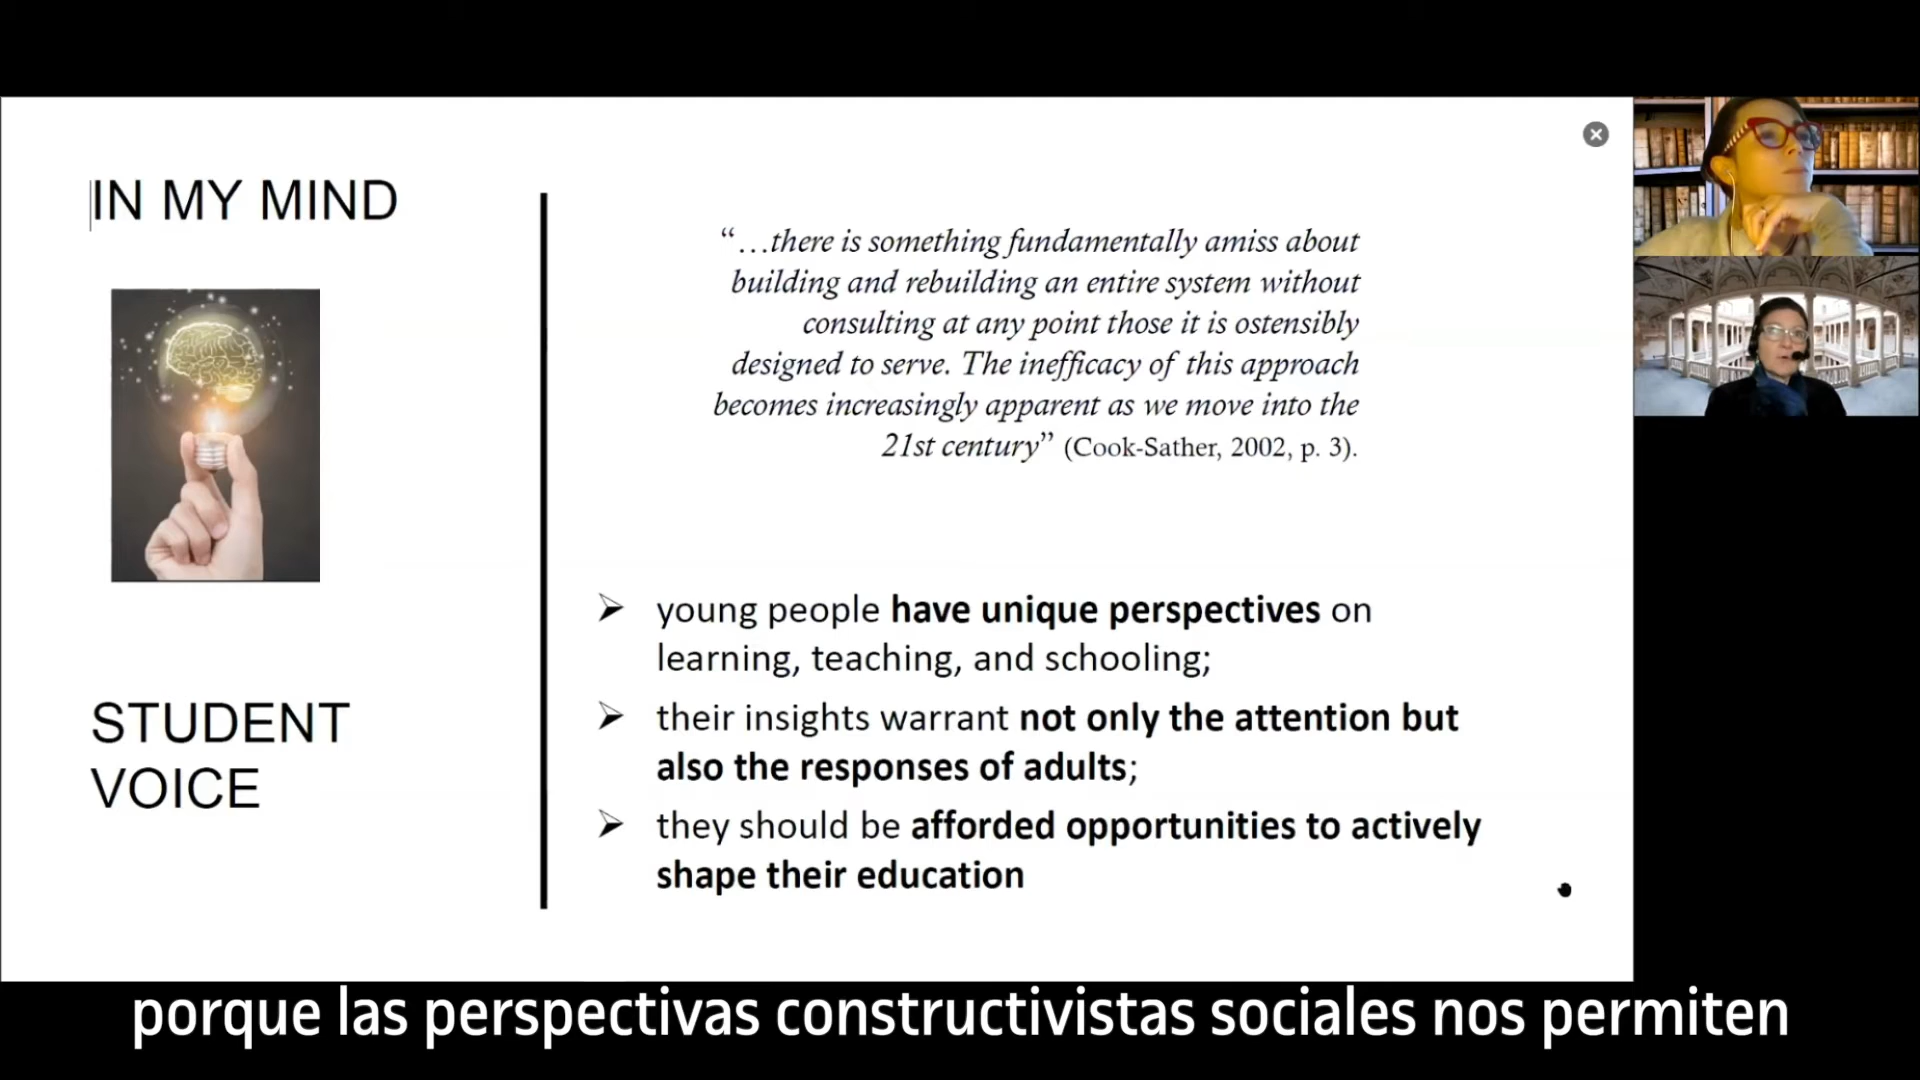 IN MY MIND
STUDENT
VOICE
“…there is something fundamentally amiss about
building and rebuilding an entire system without
consulting at any point those it is ostensibly
designed to serve. The inefficacy of this approach
becomes increasingly apparent as we move into the
21st century” (Cook-Sather, 2002, p. 3).
➢ young people have unique perspectives on
learning, teaching, and schooling;
➢ their insights warrant not only the attention but
also the responses of adults;
➢ they should be afforded opportunities to actively
shape their education
porque las perspectivas constructivistas sociales nos permiten